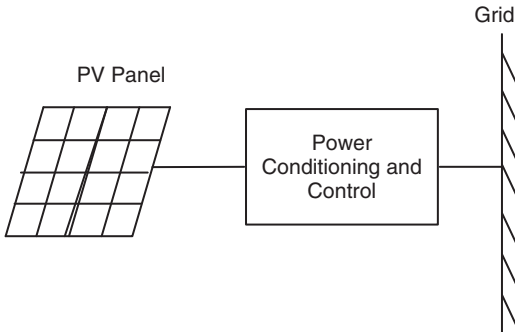 Grid
PV Panel
Power
Conditioning and
Control